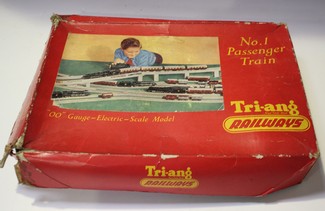 No. 1
Passenger
Train
"OO" Gauge-Electric-Scale Model
Tri-ang
RAILWAYS
Tri-ang
RAILWAYS